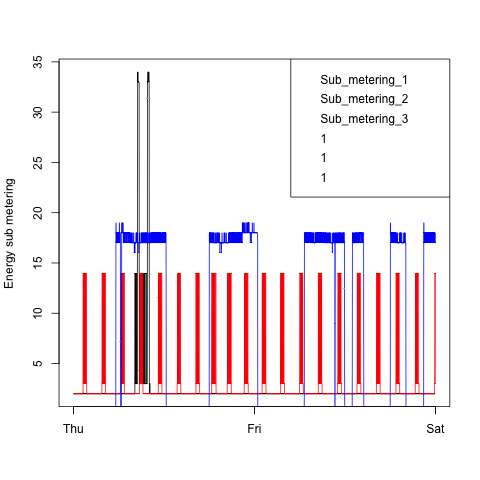 Energy sub metering
35
30
25
20
15
10
5
Sub_metering_1
Sub_metering_2
Sub_metering_3
1
1
1
Thu
Fri
Sat